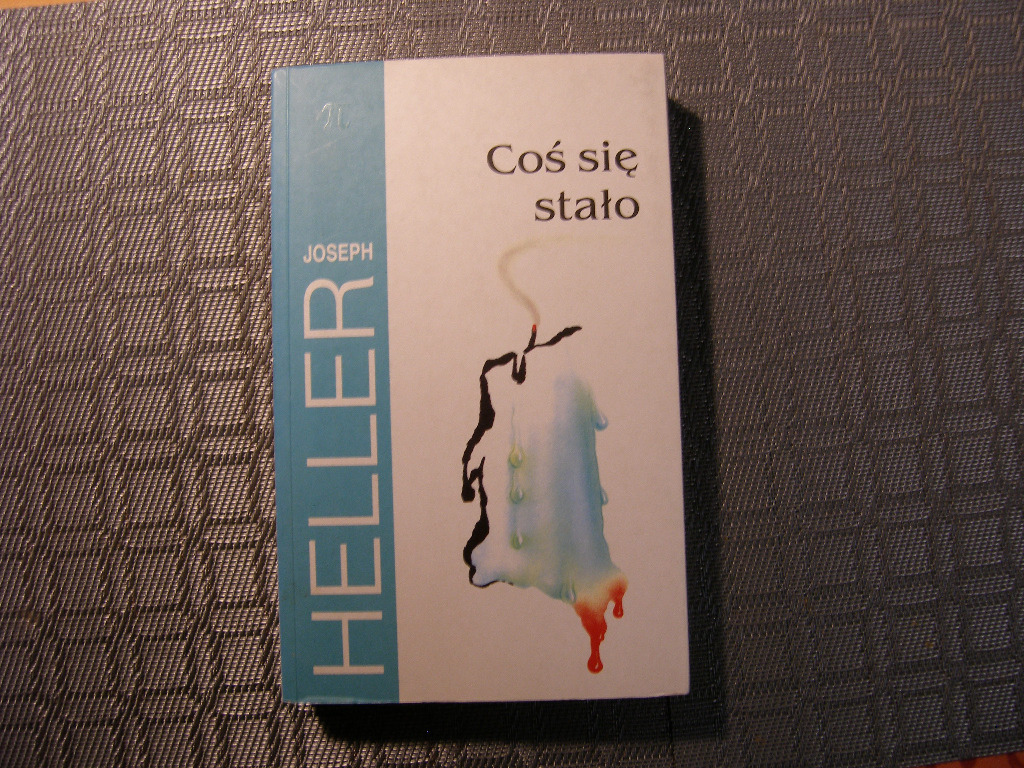 Coś się
stało
JOSEPH
HELLER